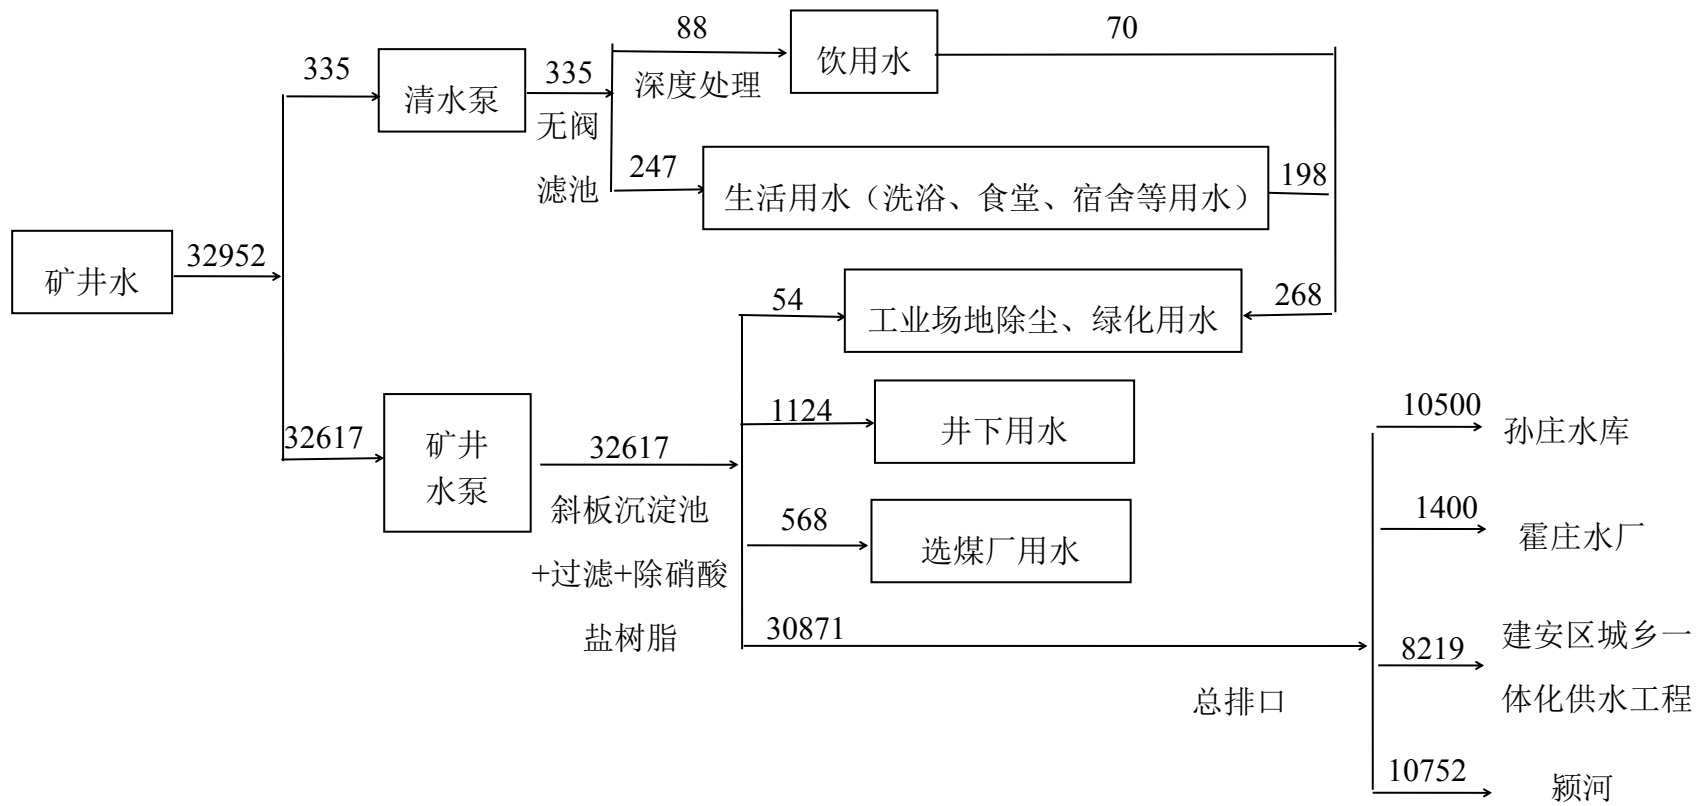 88
70
饮用水
335
335
深度处理
清水泵
无阀
滤池
247
生活用水（洗浴、食堂、宿舍等用水）
198
矿井水
32952
54
工业场地除尘、绿化用水
268
1124
井下用水
10500
孙庄水库
32617
矿井
水泵
32617
斜板沉淀池
+过滤+除硝酸
盐树脂
568
选煤厂用水
1400
霍庄水厂
30871
总排口
8219
建安区城乡一
体化供水工程
10752
颍河